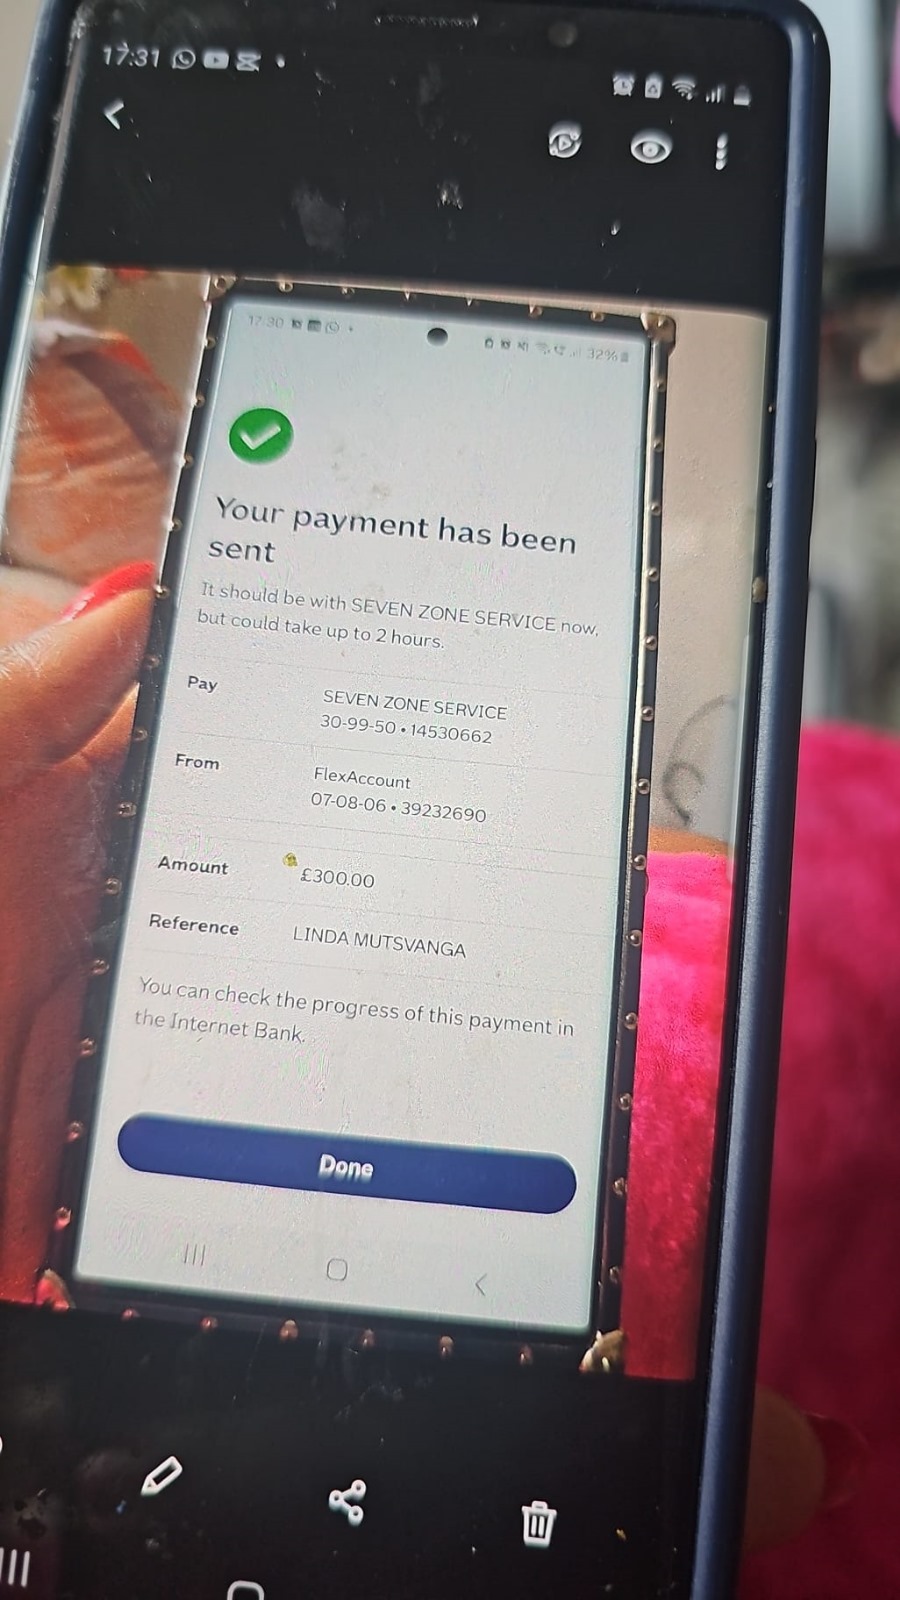 17:31
17:30
32%
Your payment has been
sent
It should be with SEVEN ZONE SERVICE now,
but could take up to 2 hours.
Pay
SEVEN ZONE SERVICE
30-99-50 • 14530662
From
FlexAccount
07-08-06 • 39232690
Amount
£300.00
Reference
LINDA MUTSVANGA
You can check the progress of this payment in
the Internet Bank.
Done